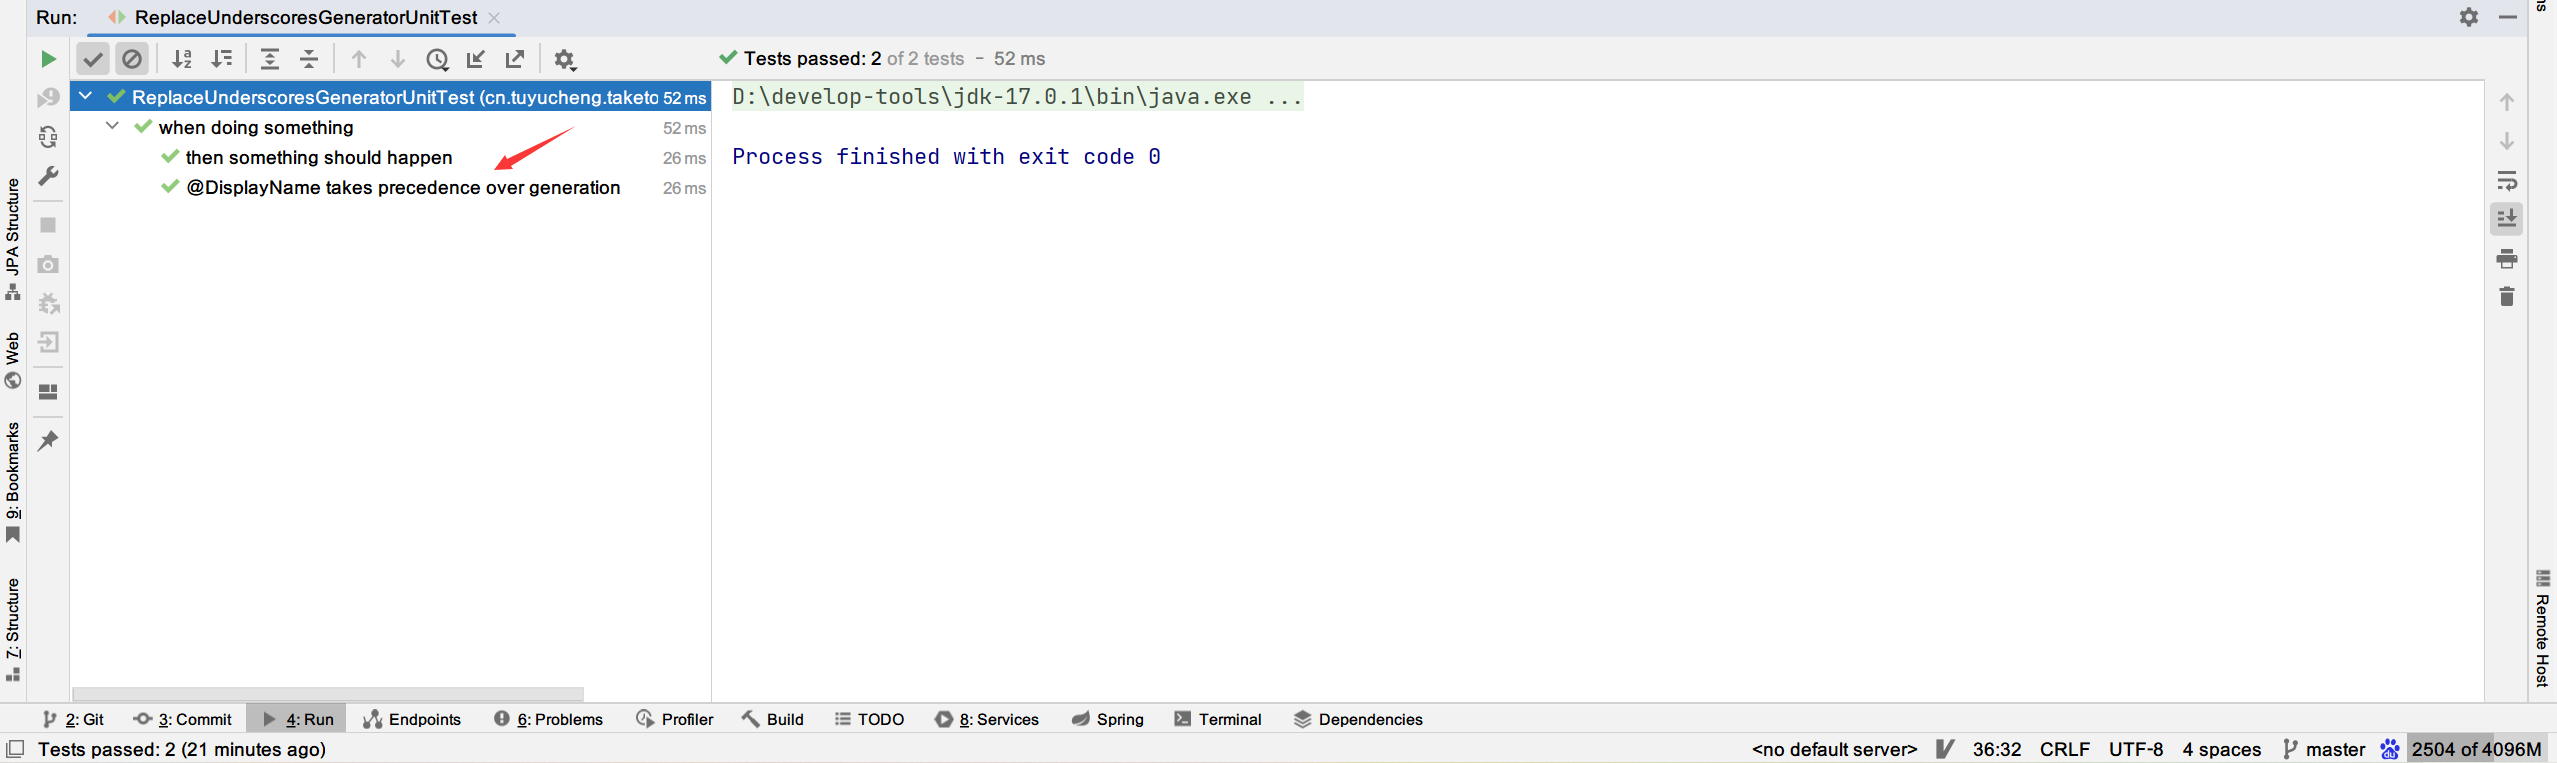 Run: ReplaceUnderscoresGeneratorUnitTest
Tests passed: 2 of 2 tests – 52 ms
ReplaceUnderscoresGeneratorUnitTest (cn.tuyucheng.taketo 52 ms
when doing something 52 ms
then something should happen 26 ms
@DisplayName takes precedence over generation 26 ms
D:\develop-tools\jdk-17.0.1\bin\java.exe ...
Process finished with exit code 0
JPA Structure
Web
9: Bookmarks
7: Structure
Remote Host
2: Git 3: Commit 4: Run Endpoints 6: Problems Profiler Build TODO 8: Services Spring Terminal Dependencies
Tests passed: 2 (21 minutes ago) <no default server> 36:32 CRLF UTF-8 4 spaces master 2504 of 4096M